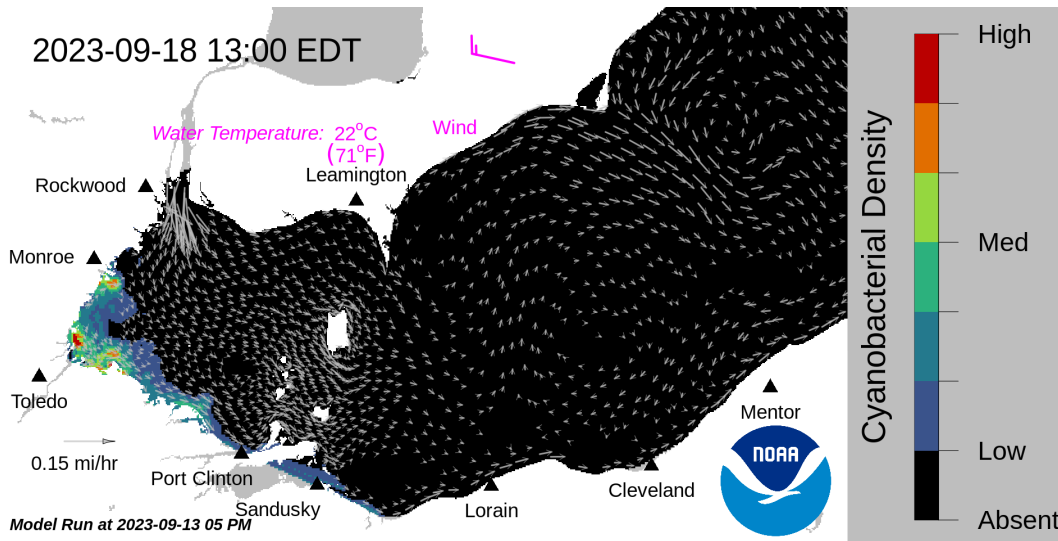 2023-09-18 13:00 EDT
High
Water Temperature: 22°C
(71°F)
Wind
Leamington
Rockwood
Monroe
Med
Cyanobacterial Density
Toledo
Mentor
0.15 mi/hr
NOAA
Low
Port Clinton
Cleveland
Sandusky
Lorain
Absent
Model Run at 2023-09-13 05 PM